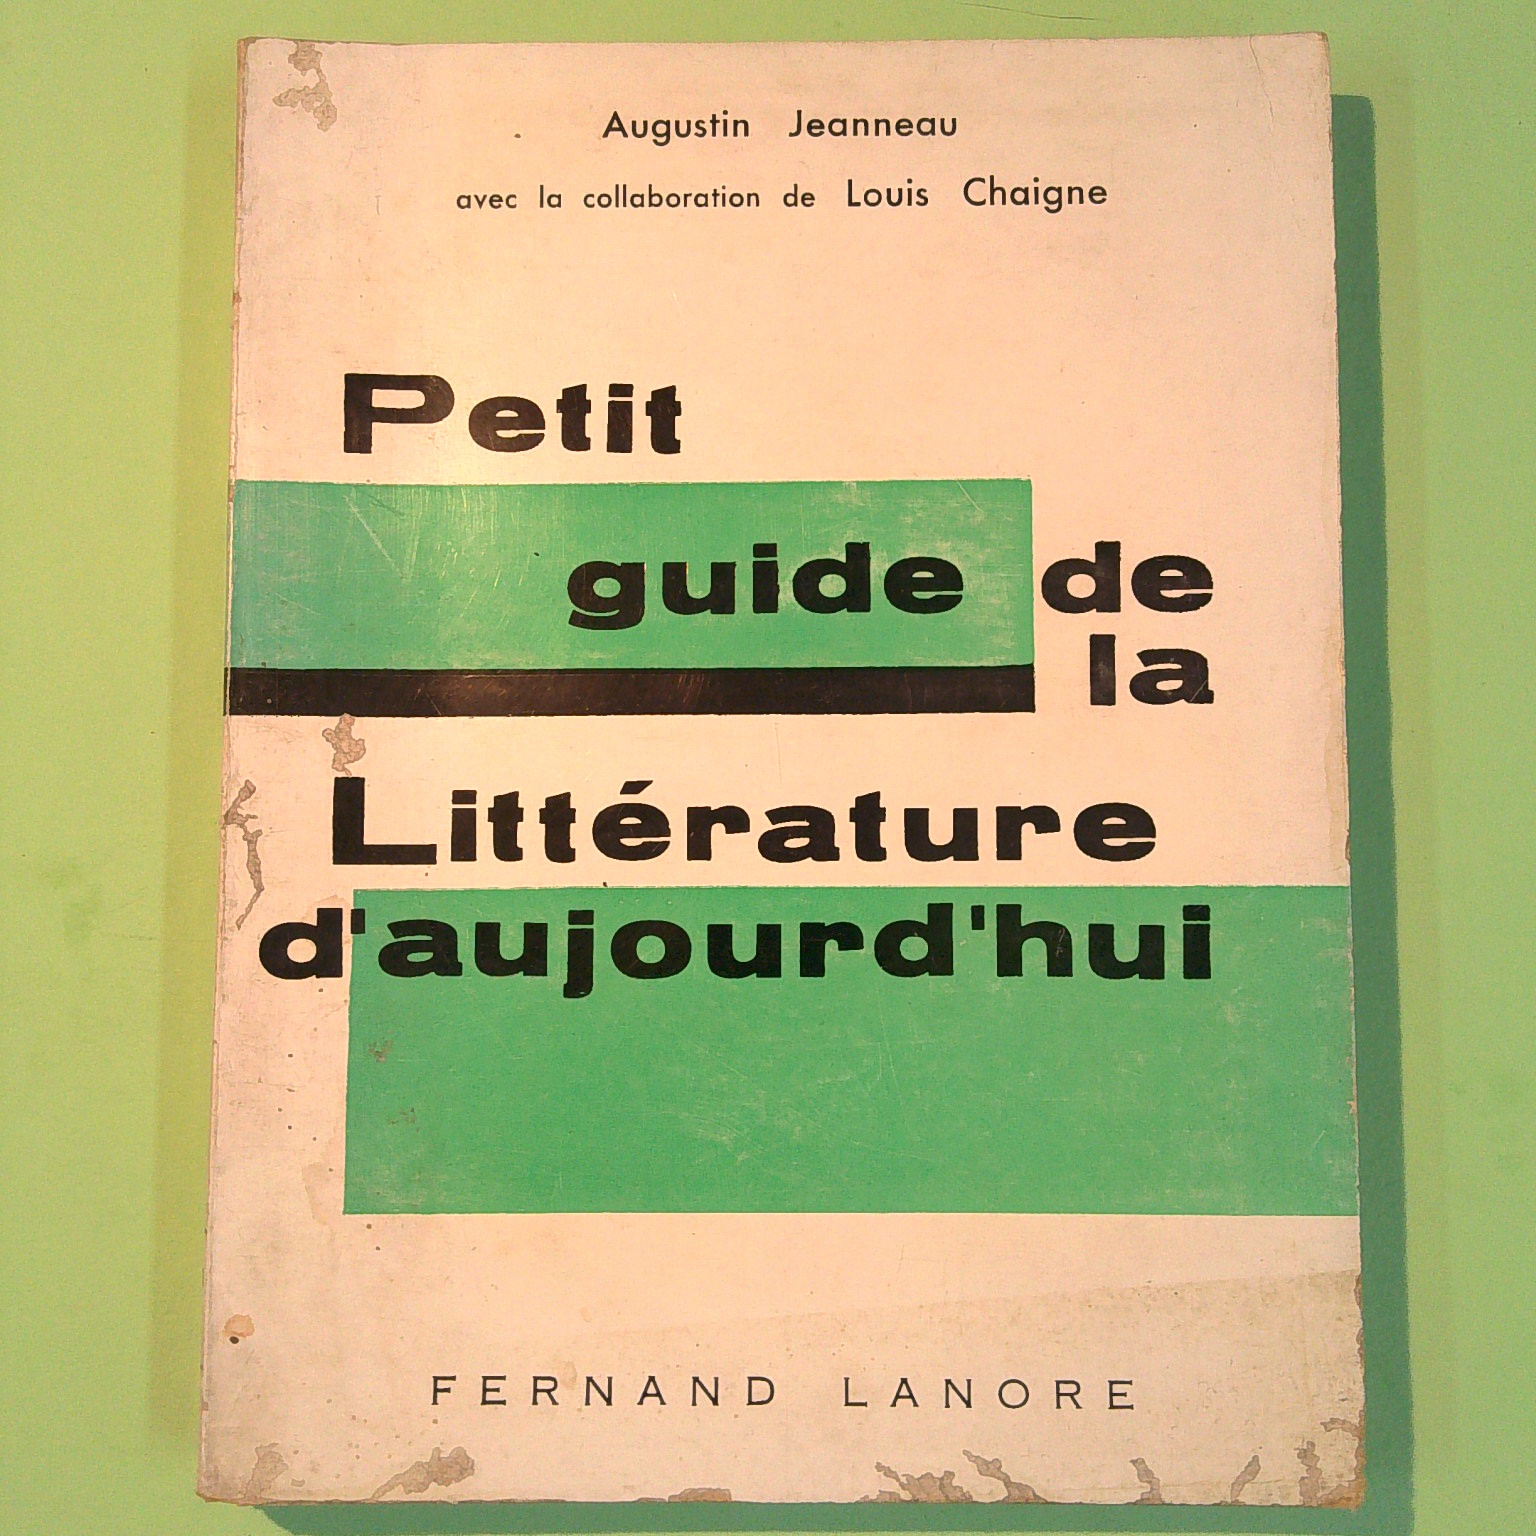 Augustin Jeanneau
avec la collaboration de Louis Chaigne
Petit
guide de
la
Littérature
d'aujourd'hui
FERNAND LANORE